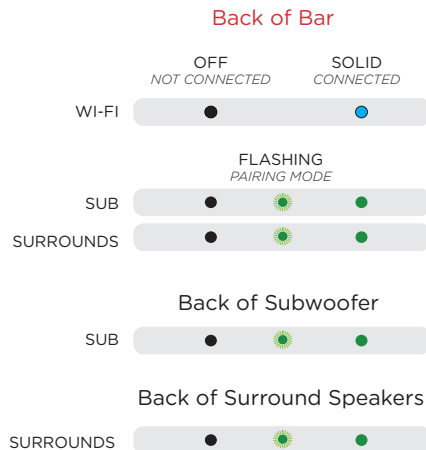 Back of Bar
OFF SOLID
NOT CONNECTED CONNECTED
WI-FI
FLASHING
PAIRING MODE
SUB
SURROUNDS
Back of Subwoofer
SUB
Back of Surround Speakers
SURROUNDS